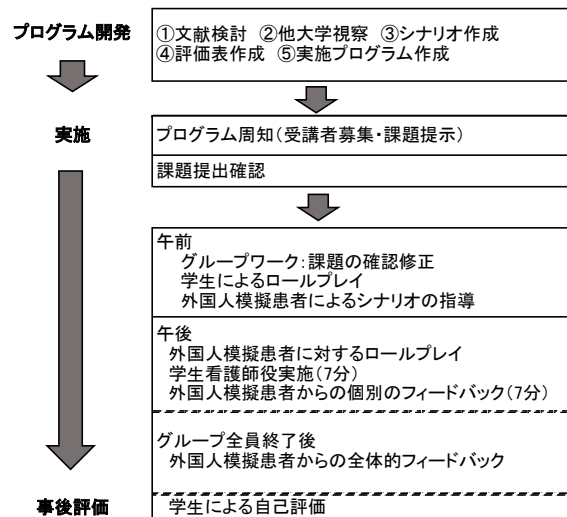 プログラム開発
①文献検討 ②他大学視察 ③シナリオ作成
④評価表作成 ⑤実施プログラム作成
実施
プログラム周知(受講者募集・課題提示)
課題提出確認
午前
グループワーク:課題の確認修正
学生によるロールプレイ
外国人模擬患者によるシナリオの指導
午後
外国人模擬患者に対するロールプレイ
学生看護師役実施(7分)
外国人模擬患者からの個別のフィードバック(7分)
グループ全員終了後
外国人模擬患者からの全体的フィードバック
事後評価
学生による自己評価